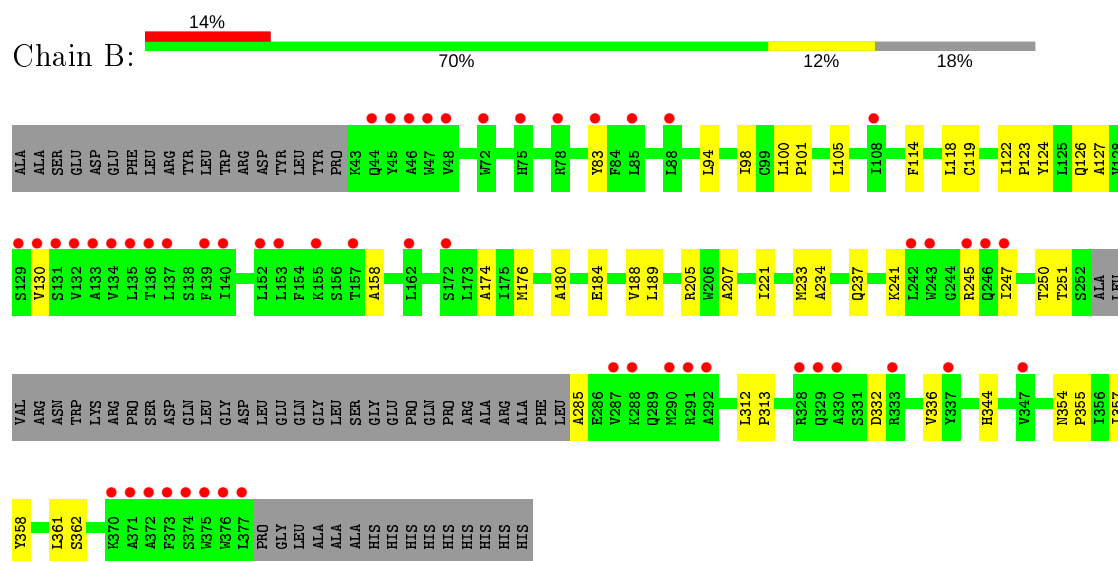 14%
Chain B:
70% 12% 18%
ALA ALA SER GLU ASP GLU PHE LEU ARG TYR LEU TRP ARG ASP TYR LEU TYR PRO K43 Q44 Y45 A46 W47 V48 W72 H75 R78 Y83 F84 L85 L88 L94 I98 C99 L100 P101 L105 I108 F114 L118 C119 I122 P123 Y124 L125 Q126 A127 V128
S129 V130 S131 V132 A133 V134 L135 T136 L137 S138 F139 I140 L152 L153 F154 K155 S156 T157 A158 L162 S172 L173 A174 I175 M176 A180 E184 V188 L189 R205 W206 A207 I221 M233 A234 Q237 K241 L242 W243 G244 R245 Q246 I247 T250 T251 S252 ALA LEU
VAL ARG ASN TRP LYS ARG PRO SER ASP GLN LEU GLY ASP LEU GLU GLN GLY LEU SER GLY GLU PRO GLN PRO ARG ALA ARG ALA PHE LEU A285 E286 V287 K288 Q289 M290 R291 A292 L312 P313 R328 Q329 A330 S331 D332 R333 V336 Y337 H344 V347 N354 P355 I356 I357
Y358 L361 S362 K370 A371 A372 F373 S374 W375 W376 L377 PRO GLY LEU ALA ALA ALA HIS HIS HIS HIS HIS HIS HIS HIS HIS